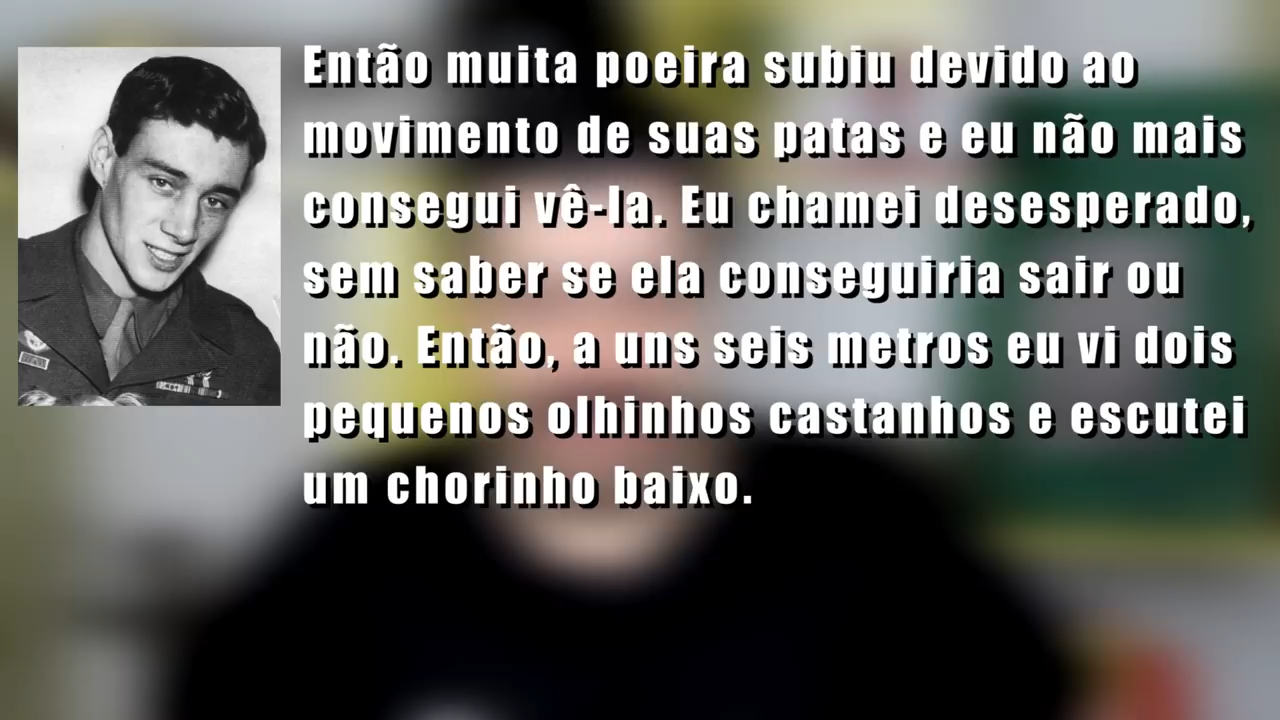 Então muita poeira subiu devido ao
movimento de suas patas e eu não mais
consegui vê-la. Eu chamei desesperado,
sem saber se ela conseguiria sair ou
não. Então, a uns seis metros eu vi dois
pequenos olhinhos castanhos e escutei
um chorinho baixo.